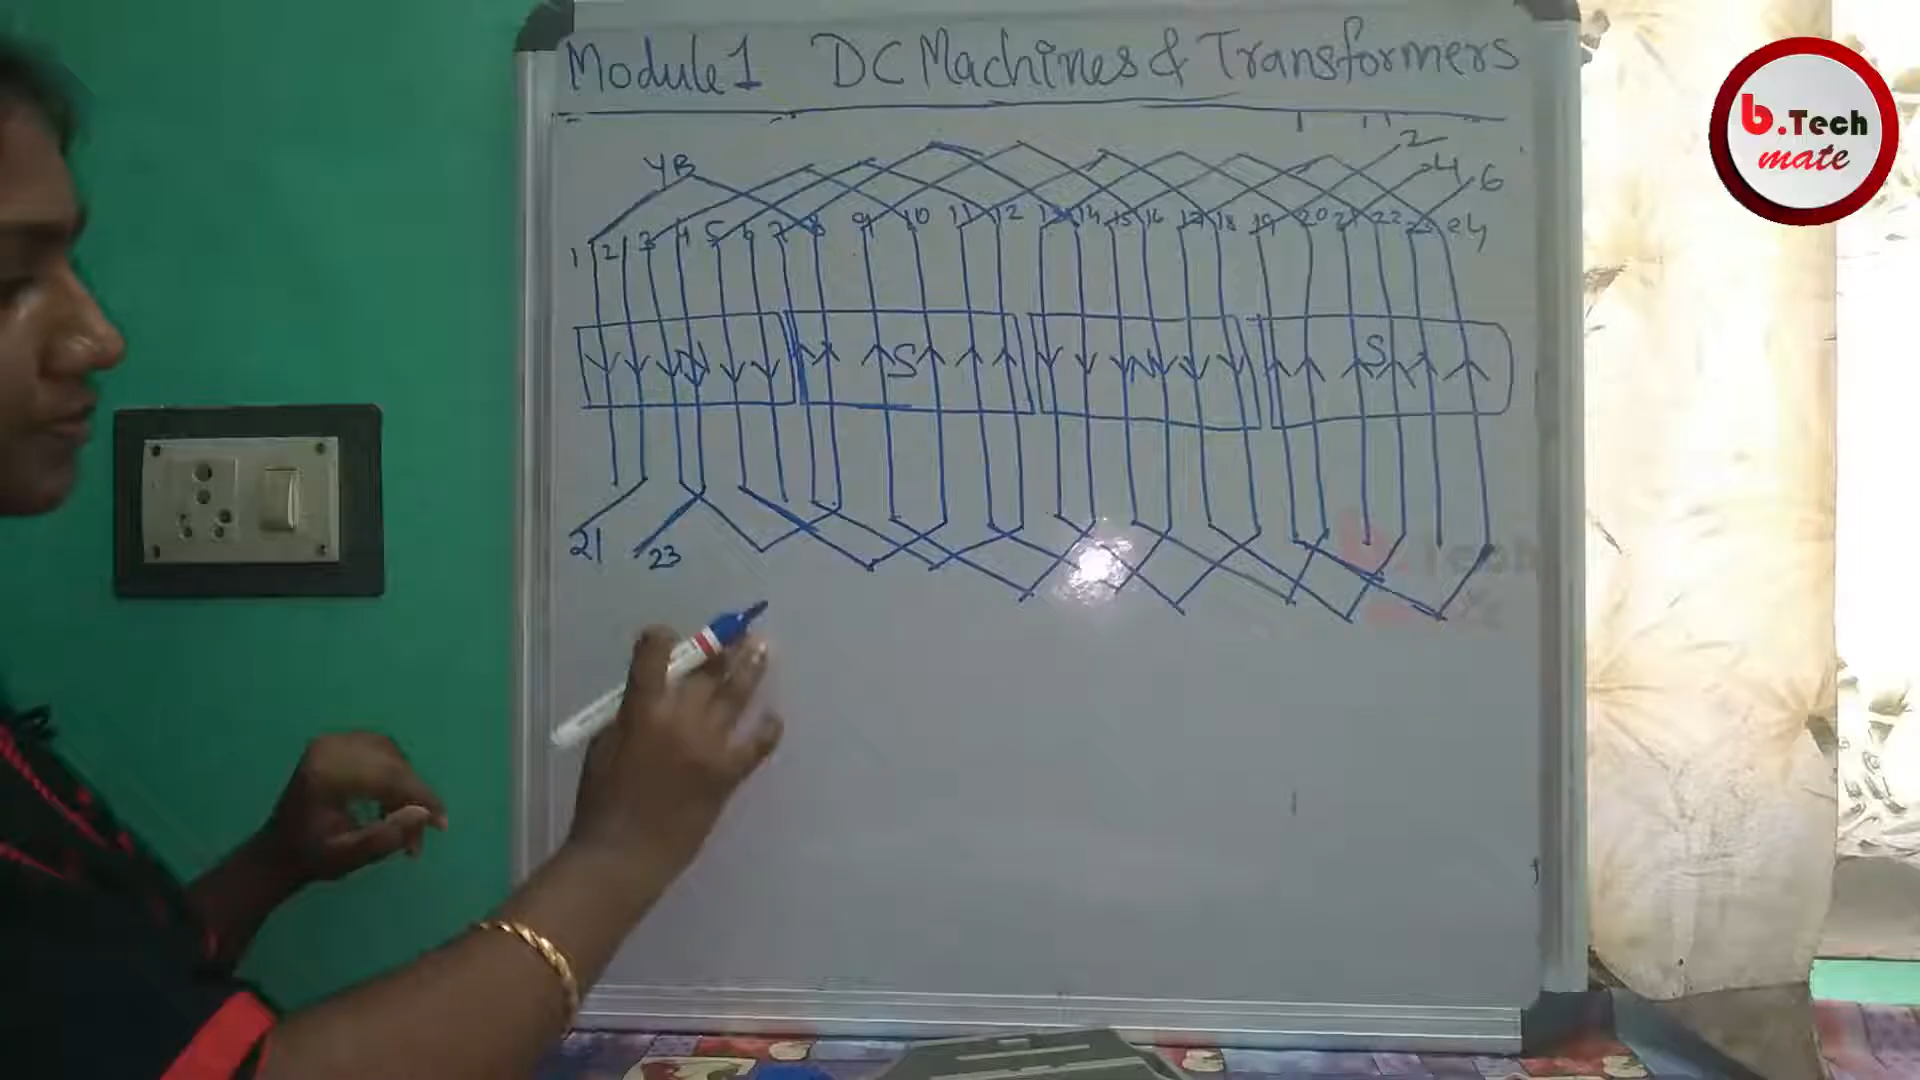 Module 1 DC Machines & Transformers
b.Tech
mate
YB
2
4
6
1 2 3 4 5 6 7 8 9 10 11 12 13 14 15 16 17 18 19 20 21 22 23 24
N S N S
21
23